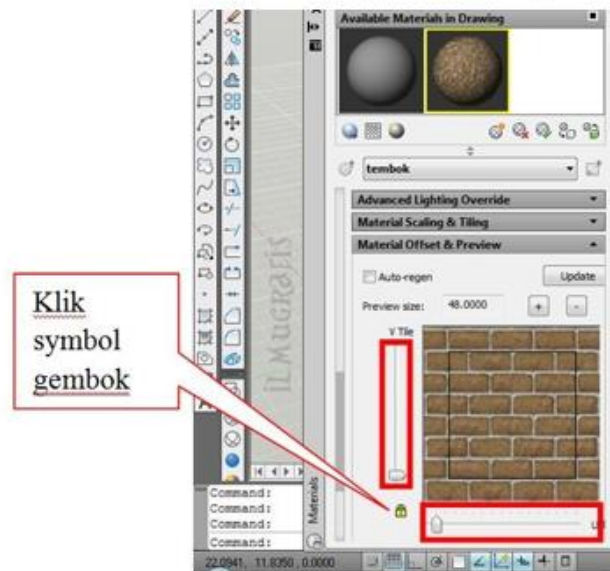 Available Materials in Drawing
tembok
Advanced Lighting Override
Material Scaling & Tiling
Material Offset & Preview
Auto-regen
Update
Preview size:
48.0000
+
-
V Tile
Klik
symbol
gembok
iLMUGRAFIS
Materials
Command:
Command:
Command:
Command:
22.0941, 11.8350, 0.0000